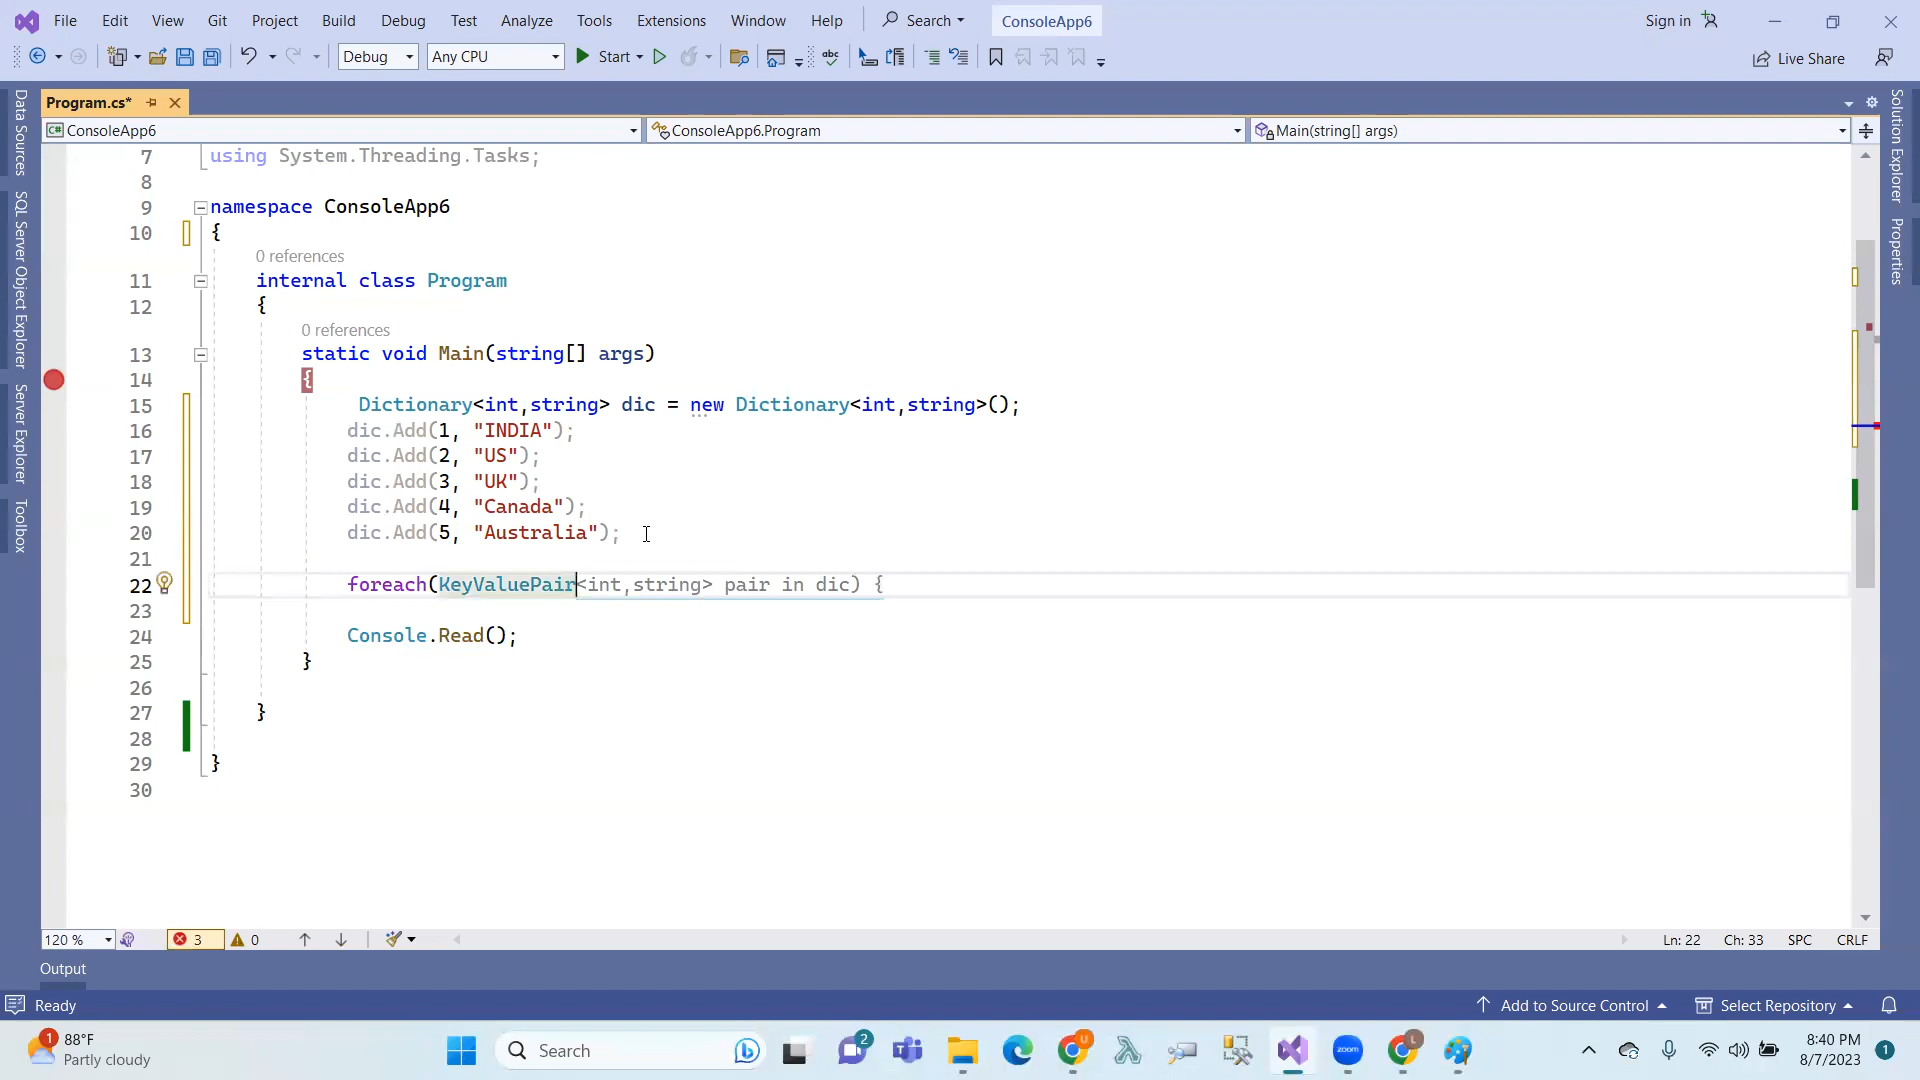 File Edit View Git Project Build Debug Test Analyze Tools Extensions Window Help Search ConsoleApp6 Sign in
Debug Any CPU Start abc Live Share
Program.cs*
ConsoleApp6 ConsoleApp6.Program Main(string[] args)
7 using System.Threading.Tasks;
8
9 namespace ConsoleApp6
10 {
0 references
11 internal class Program
12 {
0 references
13 static void Main(string[] args)
14 {
15 Dictionary<int,string> dic = new Dictionary<int,string>();
16 dic.Add(1, "INDIA");
17 dic.Add(2, "US");
18 dic.Add(3, "UK");
19 dic.Add(4, "Canada");
20 dic.Add(5, "Australia");
21
22 foreach(KeyValuePair<int,string> pair in dic) {
23
24 Console.Read();
25 }
26
27 }
28
29 }
30
Data Sources
SQL Server Object Explorer
Server Explorer
Toolbox
Solution Explorer
Properties
120 % 3 0 Ln: 22 Ch: 33 SPC CRLF
Output
Ready Add to Source Control Select Repository
1 88°F
Partly cloudy
Search 2 U zoom L
8:40 PM
8/7/2023 1